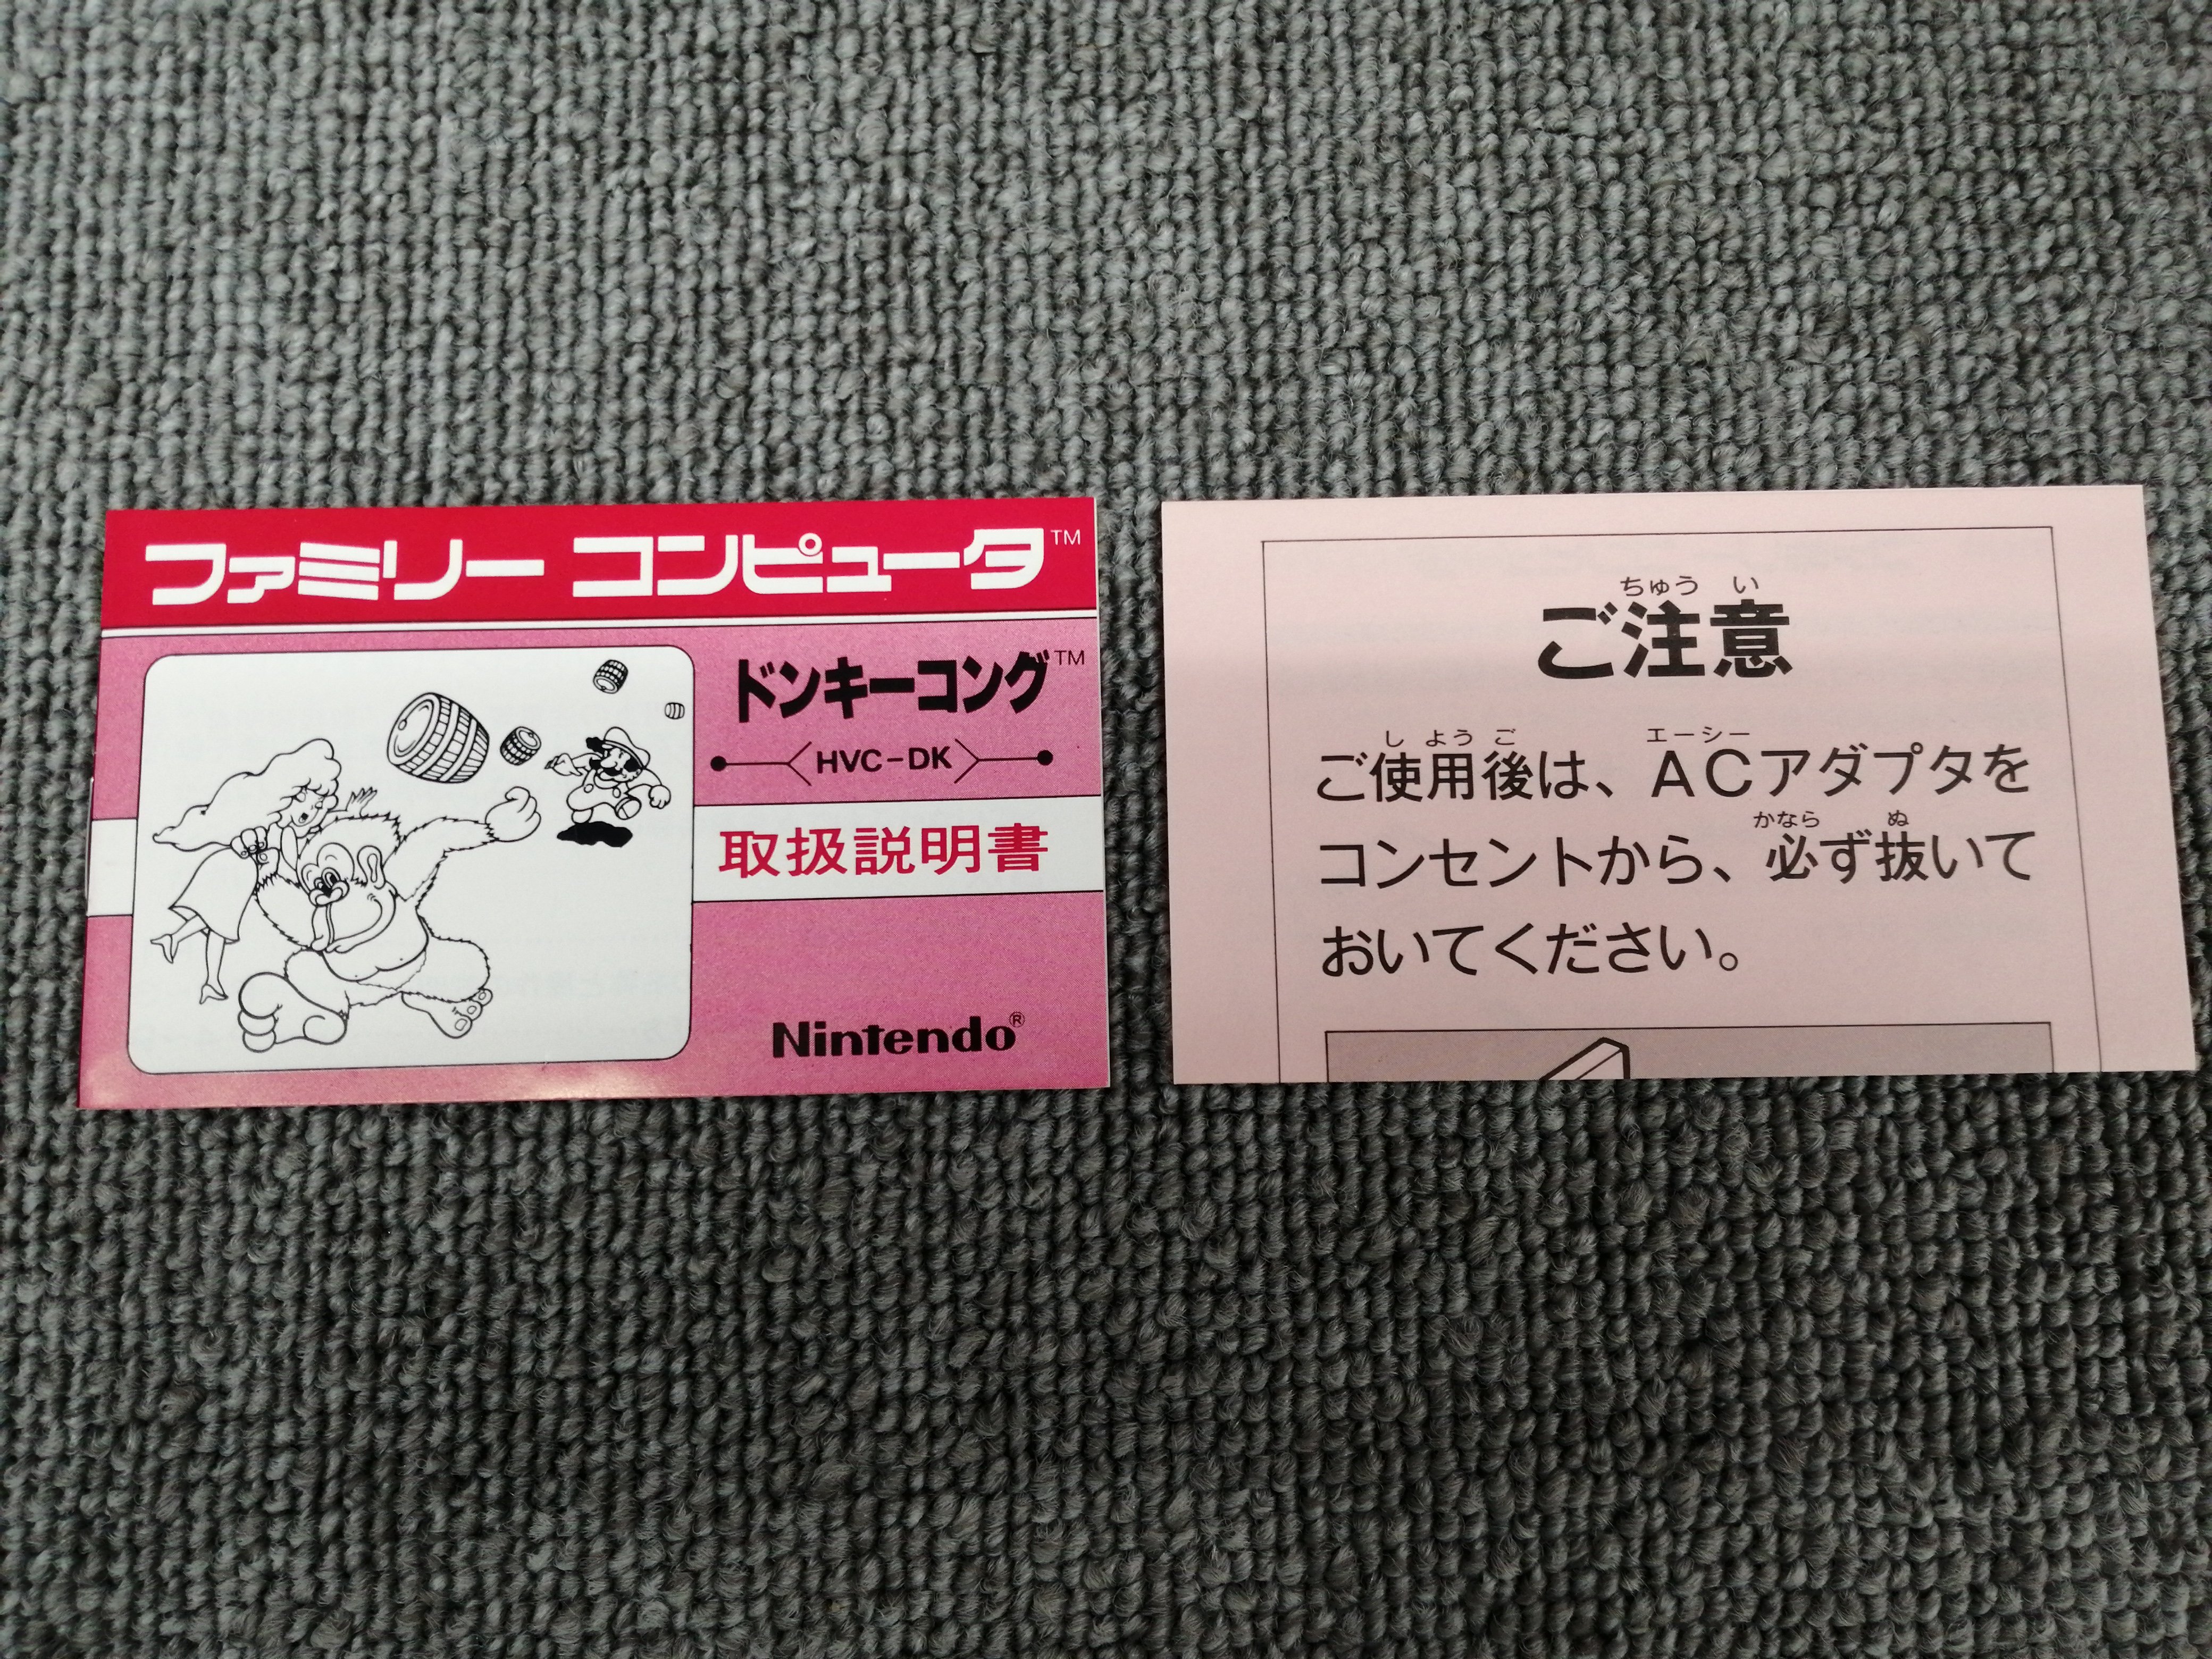 ファミリー コンピュータ™
ドンキーコング™
HVC-DK
取扱説明書
Nintendo®
ちゅう い
ご注意
し よう ご エーシー
ご使用後は、ACアダプタを
かなら ぬ
コンセントから、必ず抜いて
おいてください。